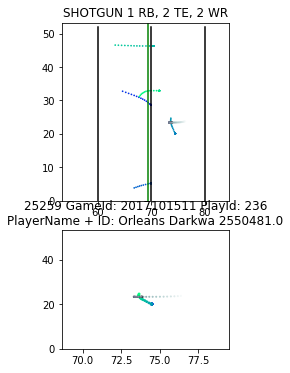 SHOTGUN 1 RB, 2 TE, 2 WR
50
40
30
20
10
0
60 70 80
25259 GameId: 2017101511 PlayId: 236
PlayerName + ID: Orleans Darkwa 2550481.0
40
20
0
70.0 72.5 75.0 77.5